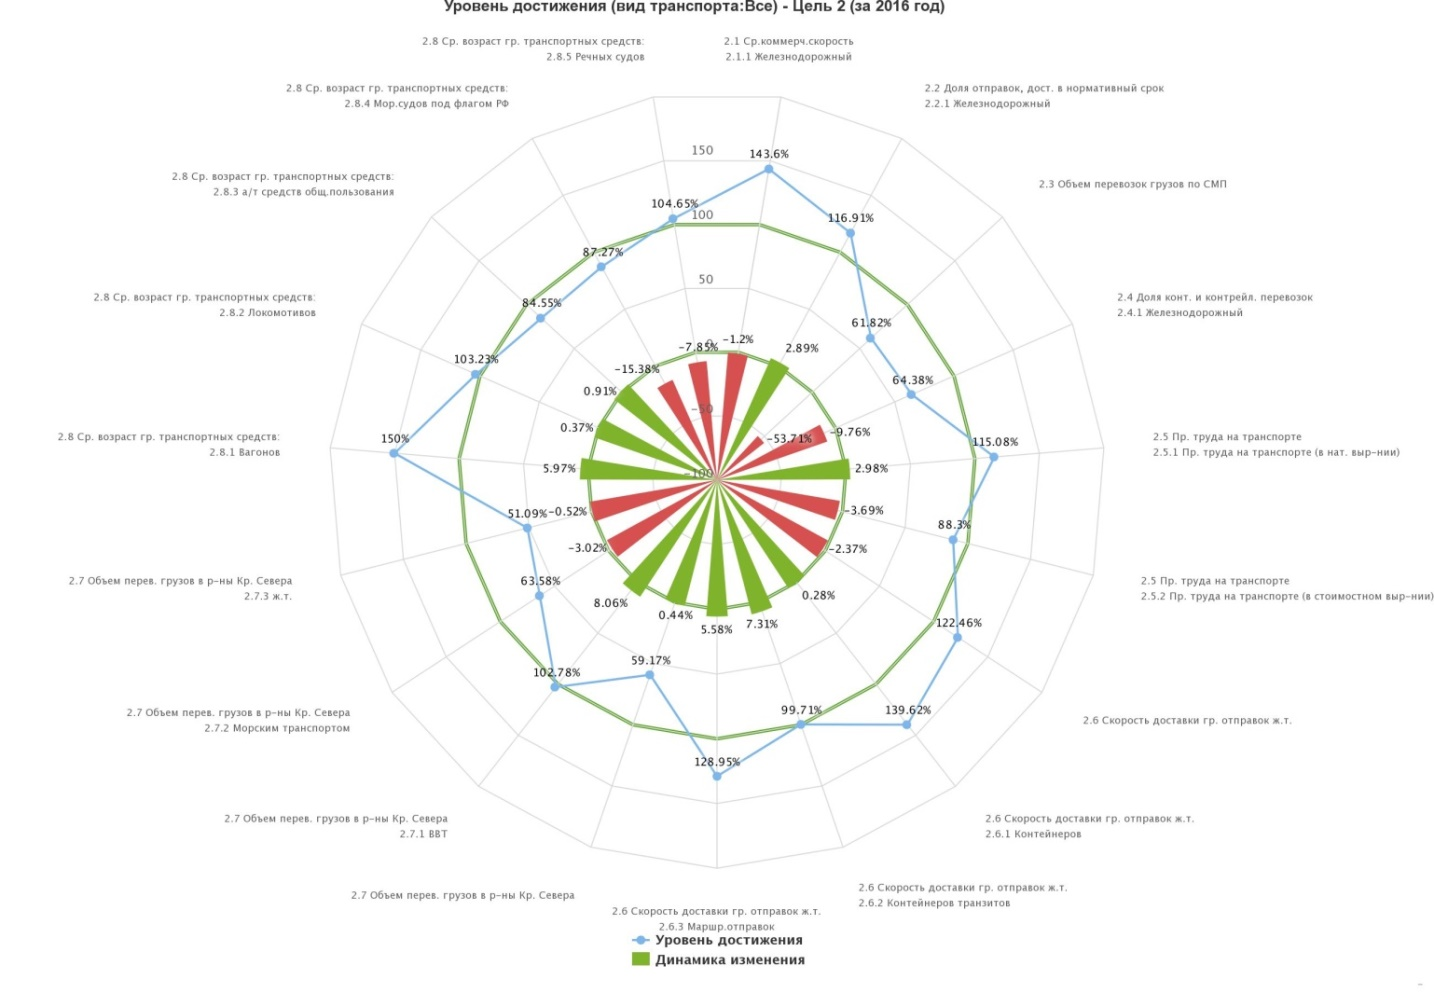 Уровень достижения (вид транспорта:Все) - Цель 2 (за 2016 год)
2.8 Ср. возраст гр. транспортных средств:
2.8.5 Речных судов
2.1 Ср.коммерч.скорость
2.1.1 Железнодорожный
2.8 Ср. возраст гр. транспортных средств:
2.8.4 Мор.судов под флагом РФ
2.2 Доля отправок, дост. в нормативный срок
2.2.1 Железнодорожный
2.8 Ср. возраст гр. транспортных средств:
2.8.3 а/т средств общ.пользования
2.3 Объем перевозок грузов по СМП
2.8 Ср. возраст гр. транспортных средств:
2.8.2 Локомотивов
2.4 Доля конт. и контрейл. перевозок
2.4.1 Железнодорожный
2.8 Ср. возраст гр. транспортных средств:
2.8.1 Вагонов
2.5 Пр. труда на транспорте
2.5.1 Пр. труда на транспорте (в нат. выр-нии)
2.7 Объем перев. грузов в р-ны Кр. Севера
2.7.3 ж.т.
2.5 Пр. труда на транспорте
2.5.2 Пр. труда на транспорте (в стоимостном выр-нии)
2.7 Объем перев. грузов в р-ны Кр. Севера
2.7.2 Морским транспортом
2.6 Скорость доставки гр. отправок ж.т.
2.7 Объем перев. грузов в р-ны Кр. Севера
2.7.1 ВВТ
2.6 Скорость доставки гр. отправок ж.т.
2.6.1 Контейнеров
2.7 Объем перев. грузов в р-ны Кр. Севера
2.6 Скорость доставки гр. отправок ж.т.
2.6.2 Контейнеров транзитов
2.6 Скорость доставки гр. отправок ж.т.
2.6.3 Маршр.отправок
150
100
50
0
-50
-100
143.6%
116.91%
61.82%
64.38%
115.08%
88.3%
122.46%
139.62%
99.71%
128.95%
59.17%
102.78%
63.58%
51.09%
150%
103.23%
84.55%
87.27%
104.65%
-1.2%
2.89%
-53.71%
-9.76%
2.98%
-3.69%
-2.37%
0.28%
7.31%
5.58%
0.44%
8.06%
-3.02%
-0.52%
5.97%
0.37%
0.91%
-15.38%
-7.85%
Уровень достижения
Динамика изменения